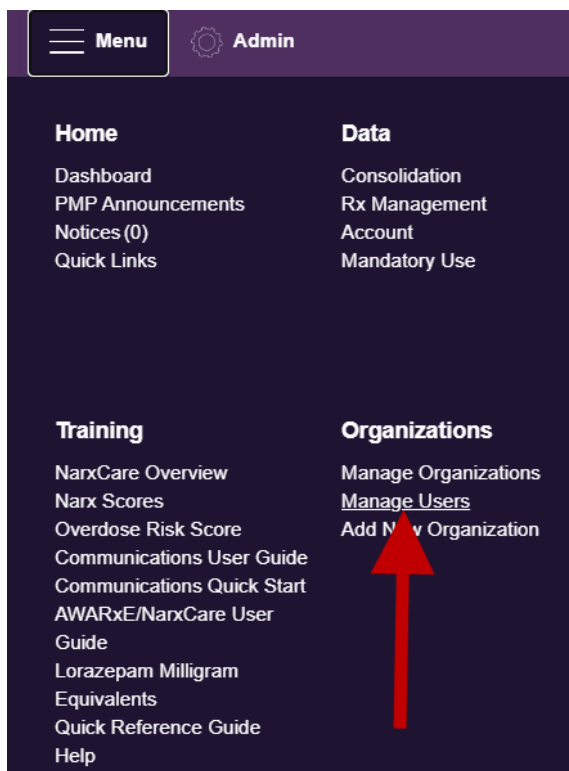 Menu
Admin
Home
Dashboard
PMP Announcements
Notices (0)
Quick Links
Data
Consolidation
Rx Management
Account
Mandatory Use
Training
NarxCare Overview
Narx Scores
Overdose Risk Score
Communications User Guide
Communications Quick Start
AWARxE/NarxCare User
Guide
Lorazepam Milligram
Equivalents
Quick Reference Guide
Help
Organizations
Manage Organizations
Manage Users
Add New Organization